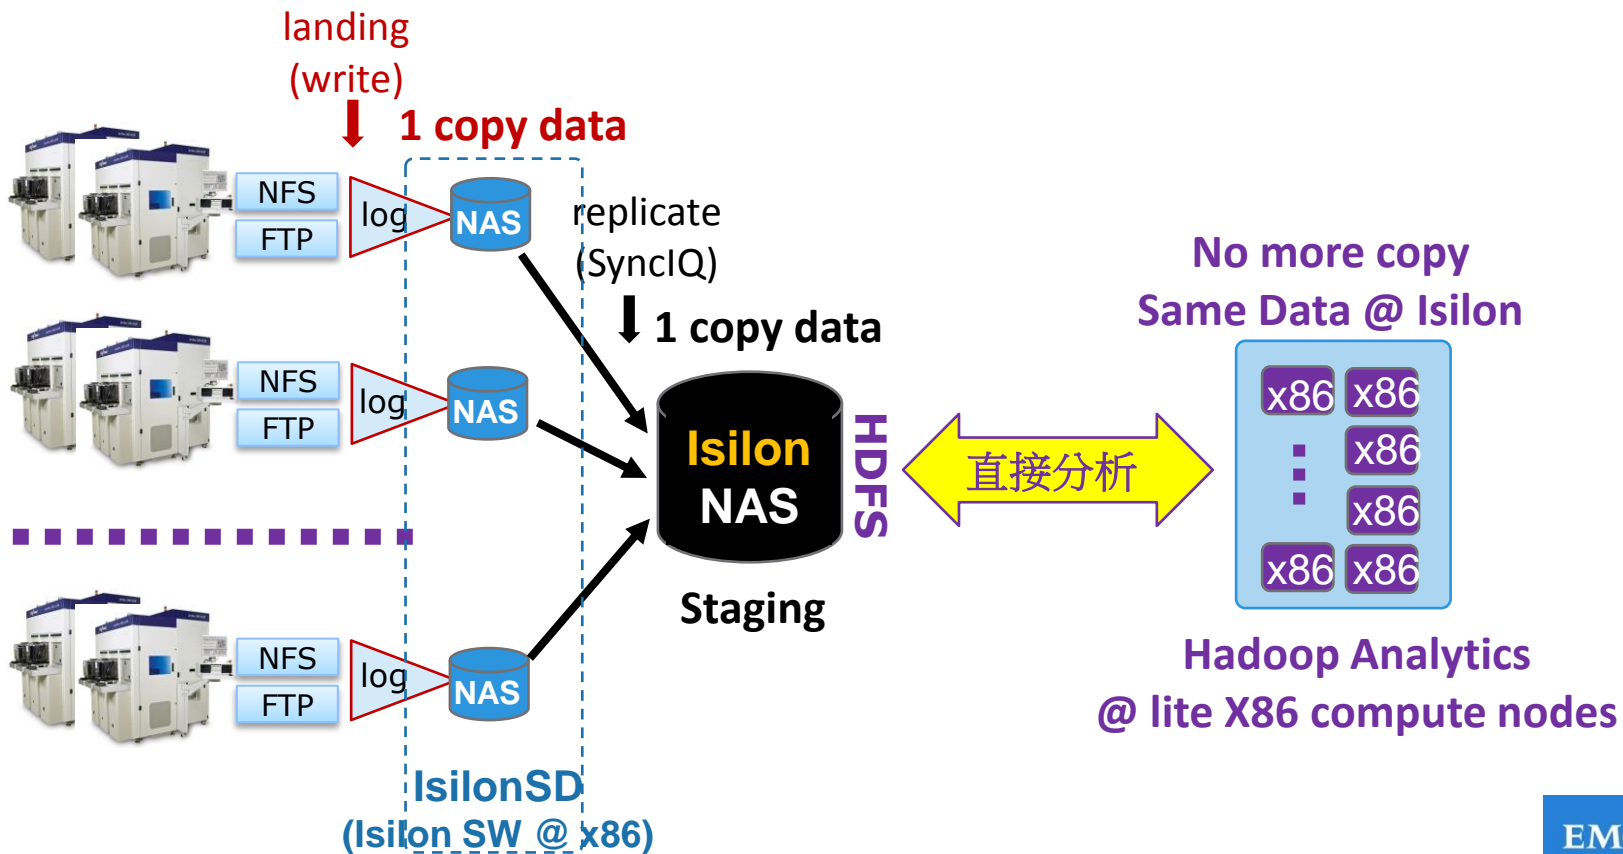 landing
(write)
1 copy data
NFS
FTP
log
NAS
replicate
(SyncIQ)
1 copy data
NFS
FTP
log
NAS
Isilon
NAS
HDFS
Staging
直接分析
No more copy
Same Data @ Isilon
x86
x86
x86
x86
x86
x86
Hadoop Analytics
@ lite X86 compute nodes
NFS
FTP
log
NAS
IsilonSD
(Isilon SW @ x86)
EM